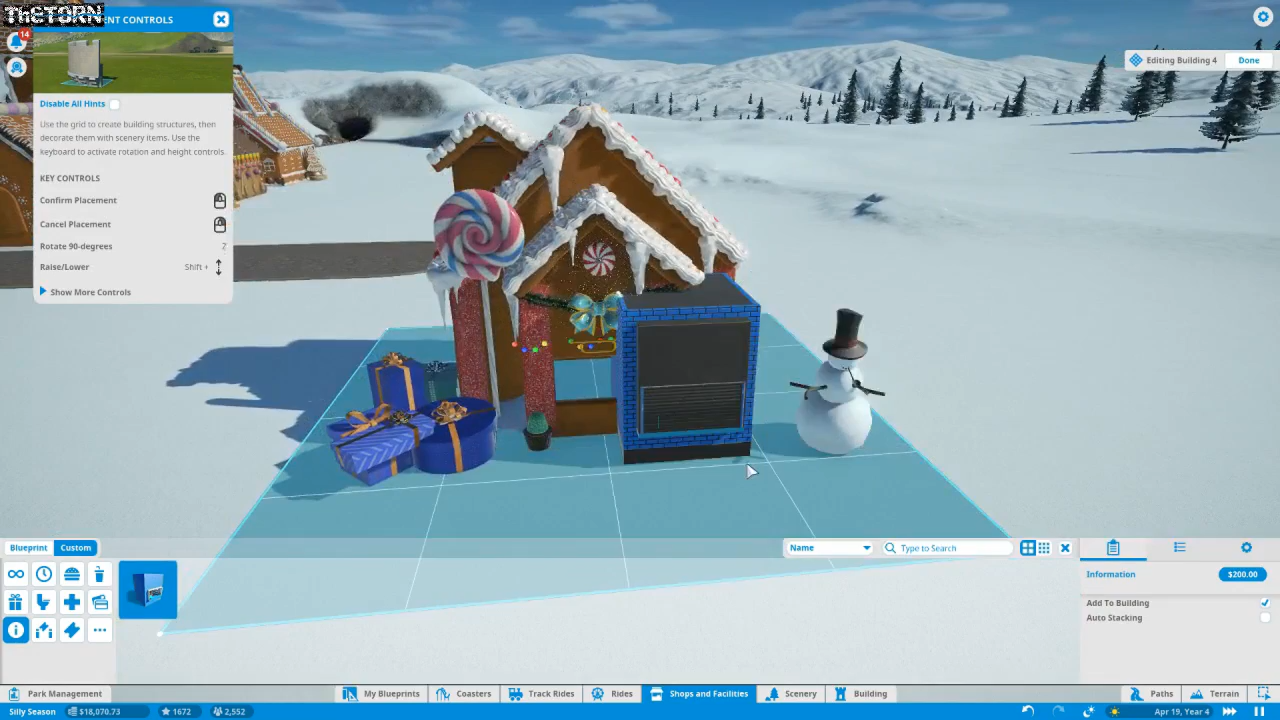 THETORN
ENT CONTROLS
14
Editing Building 4
Done
Disable All Hints
Use the grid to create building structures, then
decorate them with scenery items. Use the
keyboard to activate rotation and height controls.
KEY CONTROLS
Confirm Placement
Cancel Placement
Rotate 90-degrees Z
Raise/Lower Shift +
Show More Controls
Blueprint Custom
Name
Type to Search
Information $200.00
Add To Building
Auto Stacking
Park Management My Blueprints Coasters Track Rides Rides Shops and Facilities Scenery Building Paths Terrain
Silly Season $18,070.73 1672 2,552 Apr 19, Year 4